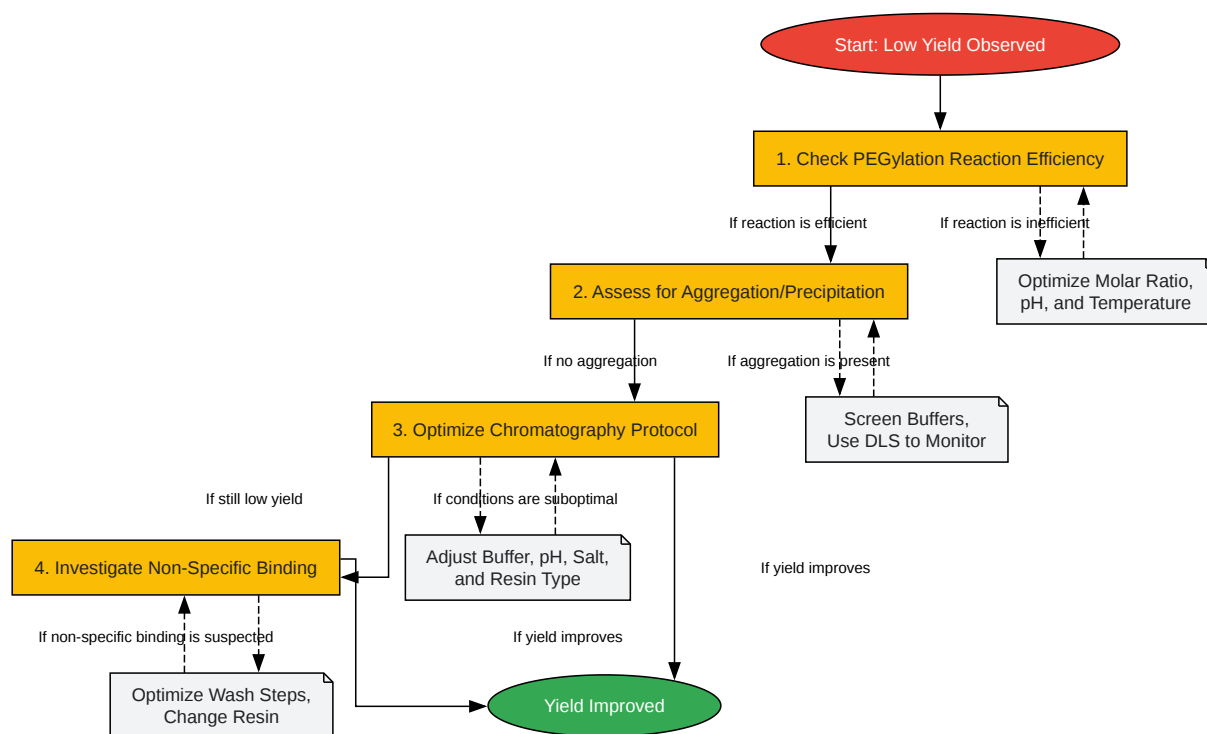 Start: Low Yield Observed
1. Check PEGylation Reaction Efficiency
If reaction is efficient
If reaction is inefficient
2. Assess for Aggregation/Precipitation
Optimize Molar Ratio,
pH, and Temperature
If no aggregation
If aggregation is present
3. Optimize Chromatography Protocol
Screen Buffers,
Use DLS to Monitor
If still low yield
If conditions are suboptimal
4. Investigate Non-Specific Binding
Adjust Buffer, pH, Salt,
and Resin Type
If yield improves
If non-specific binding is suspected
If yield improves
Optimize Wash Steps,
Change Resin
Yield Improved